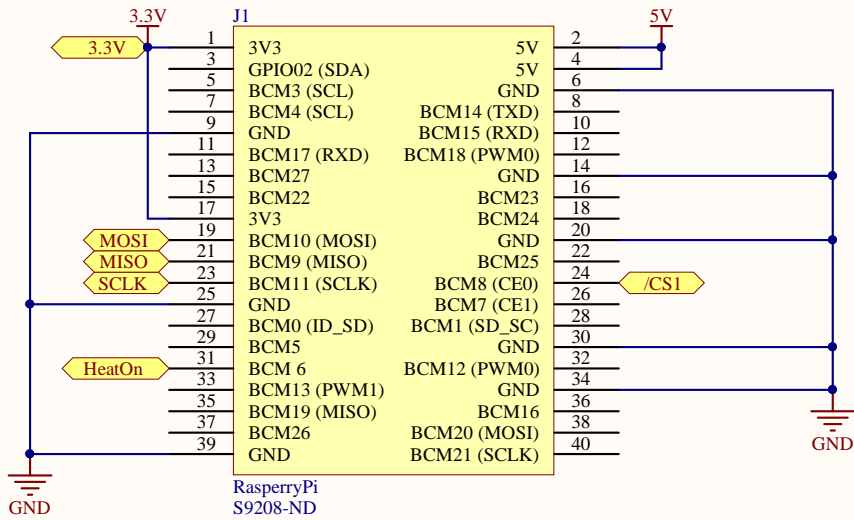 3.3V
J1
5V
3.3V
1 3V3 5V 2
3 GPIO02 (SDA) 5V 4
5 BCM3 (SCL) GND 6
7 BCM4 (SCL) BCM14 (TXD) 8
9 GND BCM15 (RXD) 10
11 BCM17 (RXD) BCM18 (PWM0) 12
13 BCM27 GND 14
15 BCM22 BCM23 16
17 3V3 BCM24 18
MOSI 19 BCM10 (MOSI) GND 20
MISO 21 BCM9 (MISO) BCM25 22
SCLK 23 BCM11 (SCLK) BCM8 (CE0) 24 /CS1
25 GND BCM7 (CE1) 26
27 BCM0 (ID_SD) BCM1 (SD_SC) 28
29 BCM5 GND 30
HeatOn 31 BCM 6 BCM12 (PWM0) 32
33 BCM13 (PWM1) GND 34
35 BCM19 (MISO) BCM16 36
37 BCM26 BCM20 (MOSI) 38
39 GND BCM21 (SCLK) 40
GND
GND
RasperryPi
S9208-ND